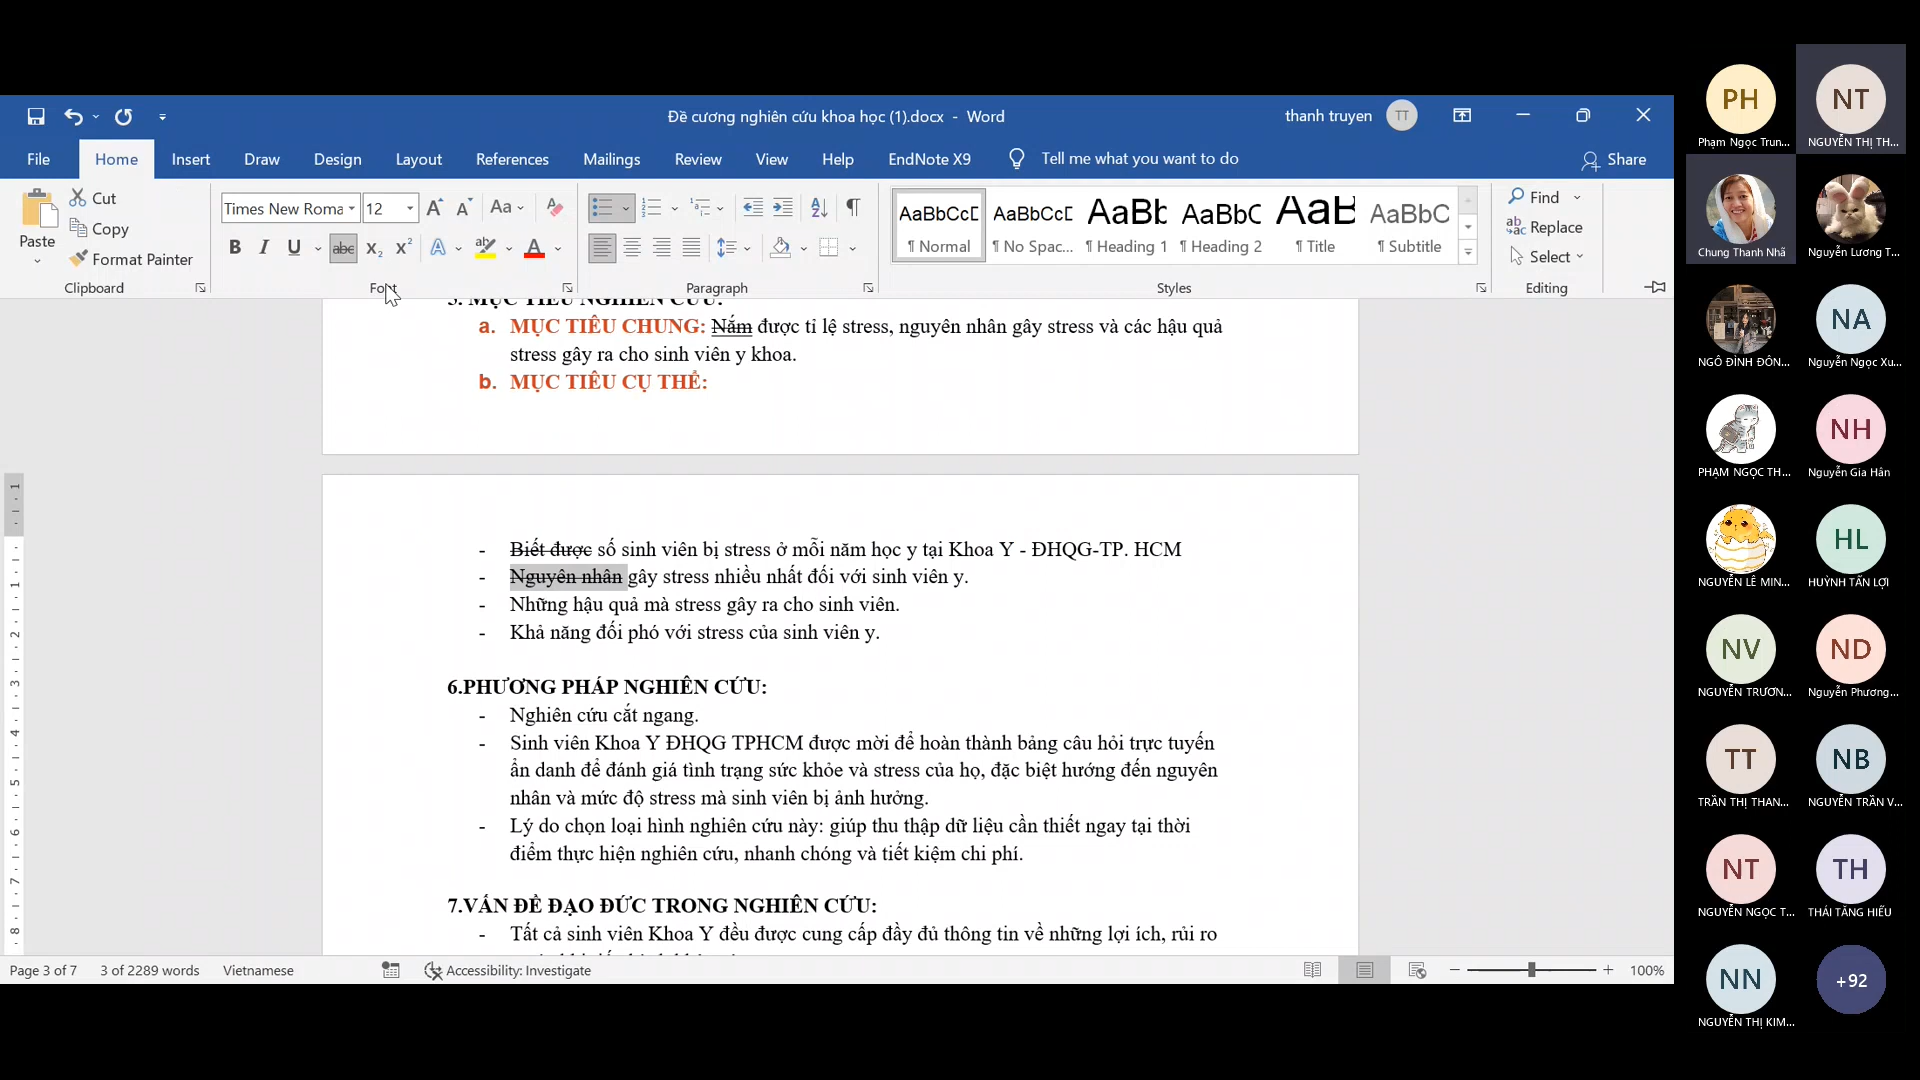 Đề cương nghiên cứu khoa học (1).docx - Word
thanh truyen
TT
File
Home
Insert
Draw
Design
Layout
References
Mailings
Review
View
Help
EndNote X9
Tell me what you want to do
Share
Paste
Cut
Copy
Format Painter
Clipboard
Times New Roma
12
Font
Paragraph
AaBbCcD
¶ Normal
AaBbCcD
¶ No Spac...
AaBb
¶ Heading 1
AaBbC
¶ Heading 2
AaB
¶ Title
AaBbC
¶ Subtitle
Styles
Find
Replace
Select
Editing
5. MỤC TIÊU NGHIÊN CỨU:
a. MỤC TIÊU CHUNG: Nắm được tỉ lệ stress, nguyên nhân gây stress và các hậu quả
stress gây ra cho sinh viên y khoa.
b. MỤC TIÊU CỤ THỂ:
- Biết được số sinh viên bị stress ở mỗi năm học y tại Khoa Y - ĐHQG-TP. HCM
- Nguyên nhân gây stress nhiều nhất đối với sinh viên y.
- Những hậu quả mà stress gây ra cho sinh viên.
- Khả năng đối phó với stress của sinh viên y.
6.PHƯƠNG PHÁP NGHIÊN CỨU:
- Nghiên cứu cắt ngang.
- Sinh viên Khoa Y ĐHQG TPHCM được mời để hoàn thành bảng câu hỏi trực tuyến
ẩn danh để đánh giá tình trạng sức khỏe và stress của họ, đặc biệt hướng đến nguyên
nhân và mức độ stress mà sinh viên bị ảnh hưởng.
- Lý do chọn loại hình nghiên cứu này: giúp thu thập dữ liệu cần thiết ngay tại thời
điểm thực hiện nghiên cứu, nhanh chóng và tiết kiệm chi phí.
7.VẤN ĐỀ ĐẠO ĐỨC TRONG NGHIÊN CỨU:
- Tất cả sinh viên Khoa Y đều được cung cấp đầy đủ thông tin về những lợi ích, rủi ro
Page 3 of 7
3 of 2289 words
Vietnamese
Accessibility: Investigate
100%
PH
Phạm Ngọc Trun...
NT
NGUYỄN THỊ TH...
Chung Thanh Nhã
Nguyễn Lương T...
NGÔ ĐÌNH ĐÔN...
NA
Nguyễn Ngọc Xu...
PHẠM NGỌC TH...
NH
Nguyễn Gia Hân
NGUYỄN LÊ MIN...
HL
HUỲNH TẤN LỢI
NV
NGUYỄN TRƯƠN...
ND
Nguyễn Phương...
TT
TRẦN THỊ THAN...
NB
NGUYỄN TRẦN V...
NT
NGUYỄN NGỌC T...
TH
THÁI TĂNG HIẾU
NN
NGUYỄN THỊ KIM...
+92